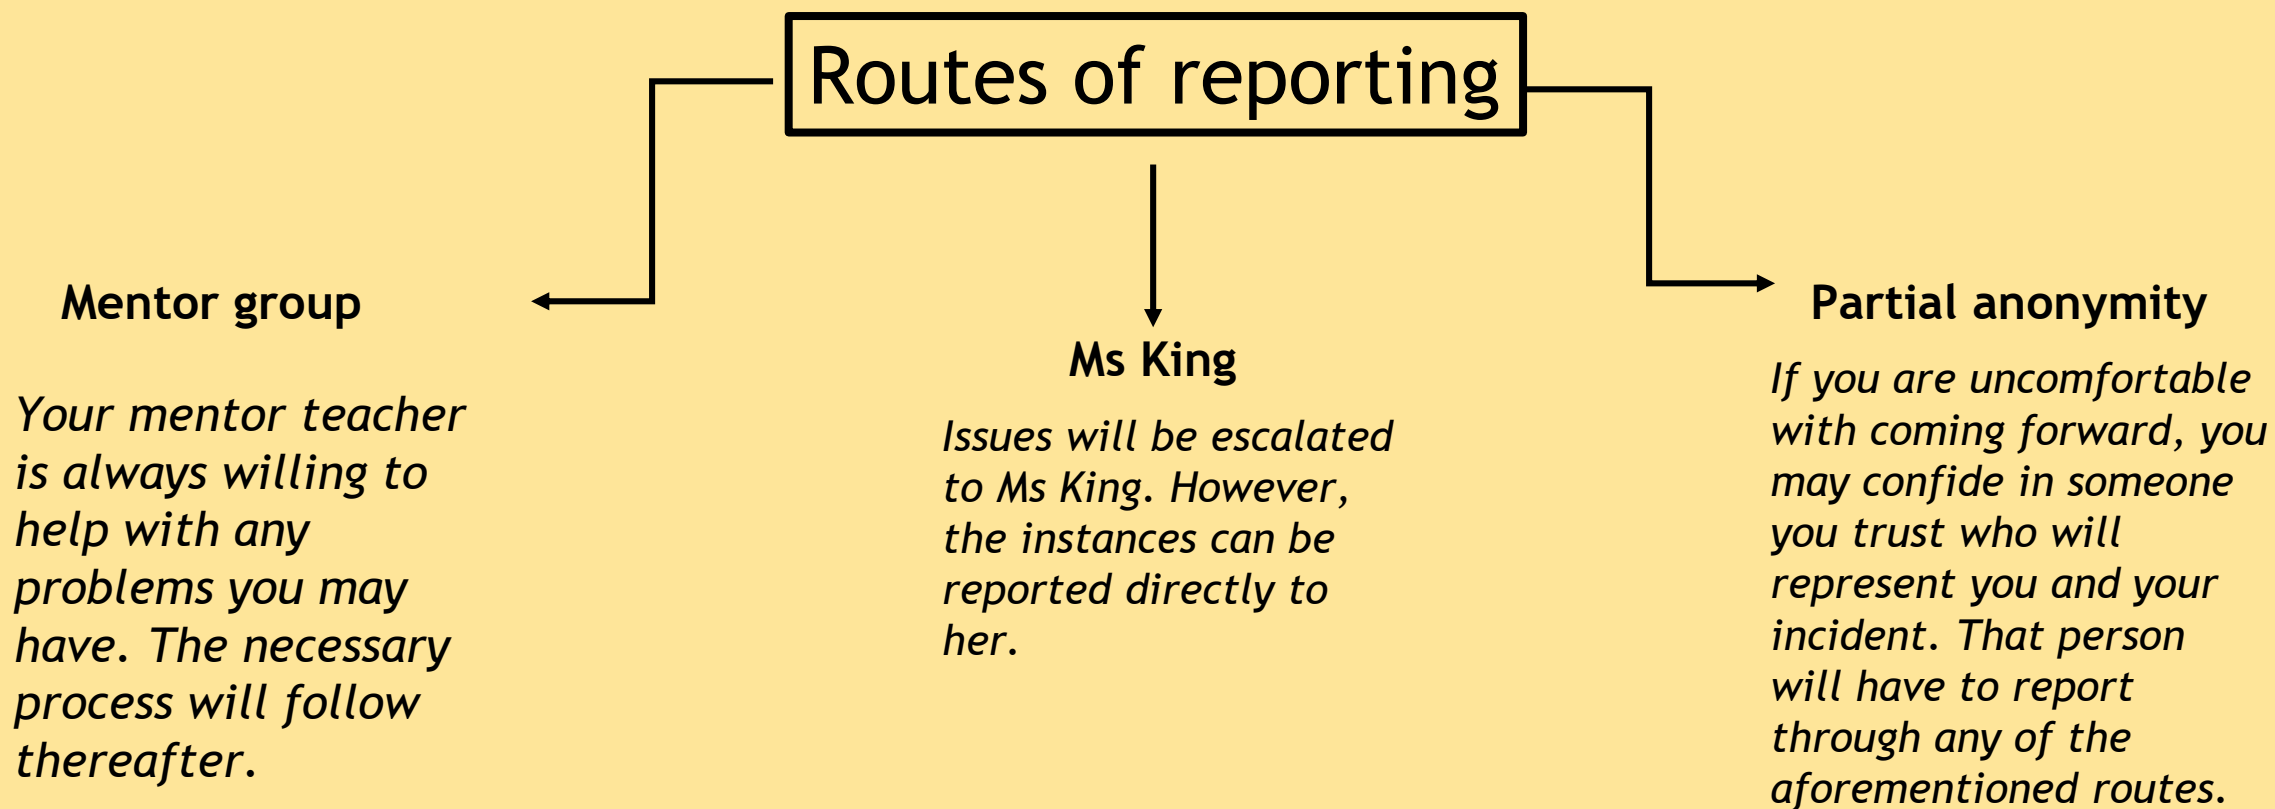 Routes of reporting
Mentor group
Your mentor teacher
is always willing to
help with any
problems you may
have. The necessary
process will follow
thereafter.
Ms King
Issues will be escalated
to Ms King. However,
the instances can be
reported directly to
her.
Partial anonymity
If you are uncomfortable
with coming forward, you
may confide in someone
you trust who will
represent you and your
incident. That person
will have to report
through any of the
aforementioned routes.